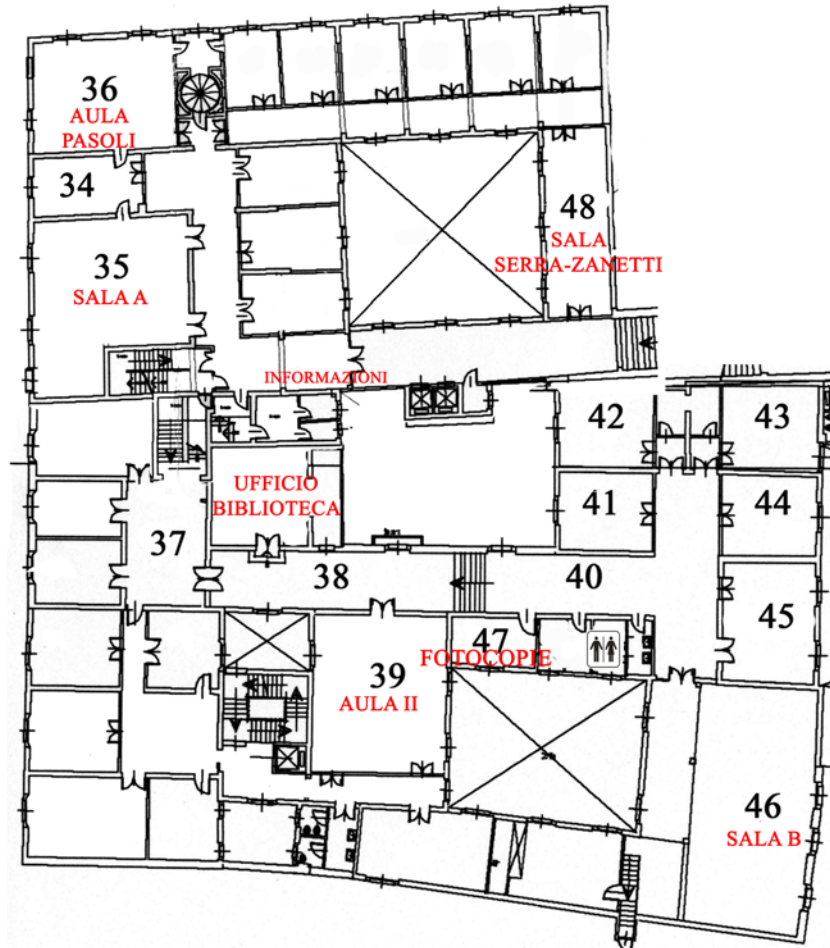 36
AULA
PASOLI
34
48
SALA
SERRA-ZANETTI
35
SALA A
INFORMAZIONI
42
43
UFFICIO
BIBLIOTECA
41
44
37
38
40
45
47
FOTOCOPIE
39
AULA II
46
SALA B